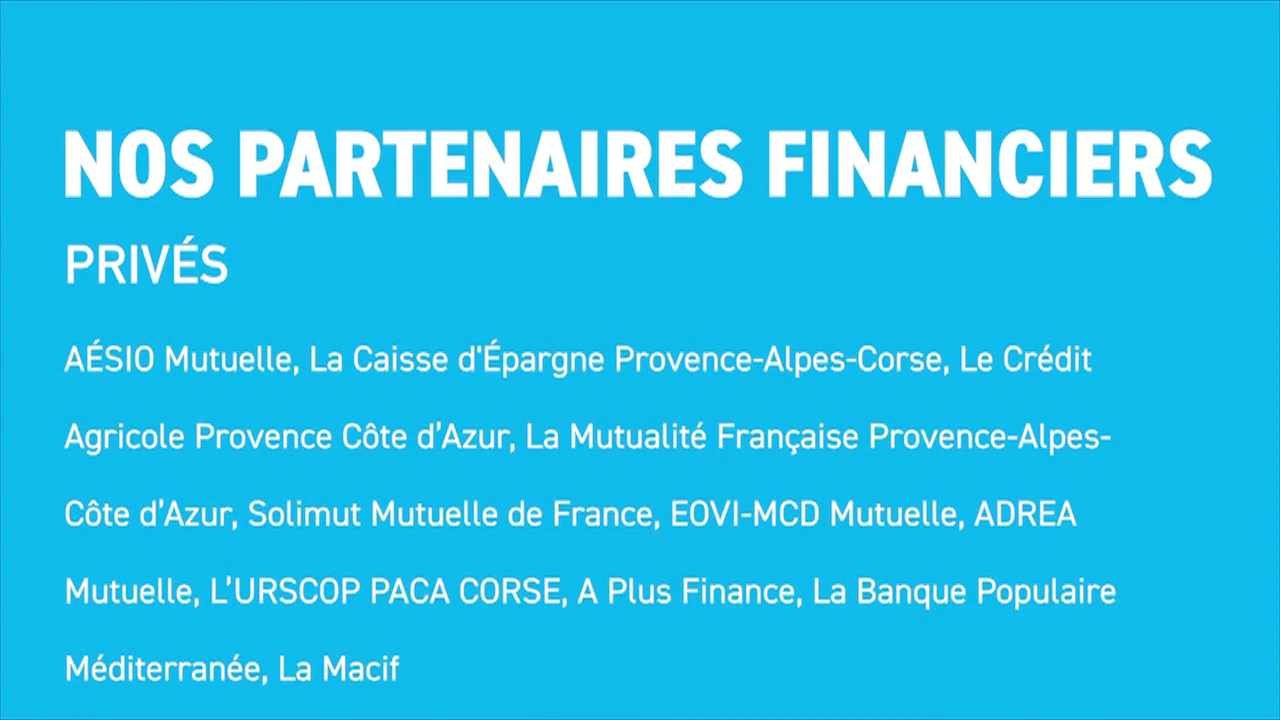 NOS PARTENAIRES FINANCIERS
PRIVÉS
AÉSIO Mutuelle, La Caisse d'Épargne Provence-Alpes-Corse, Le Crédit
Agricole Provence Côte d’Azur, La Mutualité Française Provence-Alpes-
Côte d’Azur, Solimut Mutuelle de France, EOVI-MCD Mutuelle, ADREA
Mutuelle, L’URSCOP PACA CORSE, A Plus Finance, La Banque Populaire
Méditerranée, La Macif